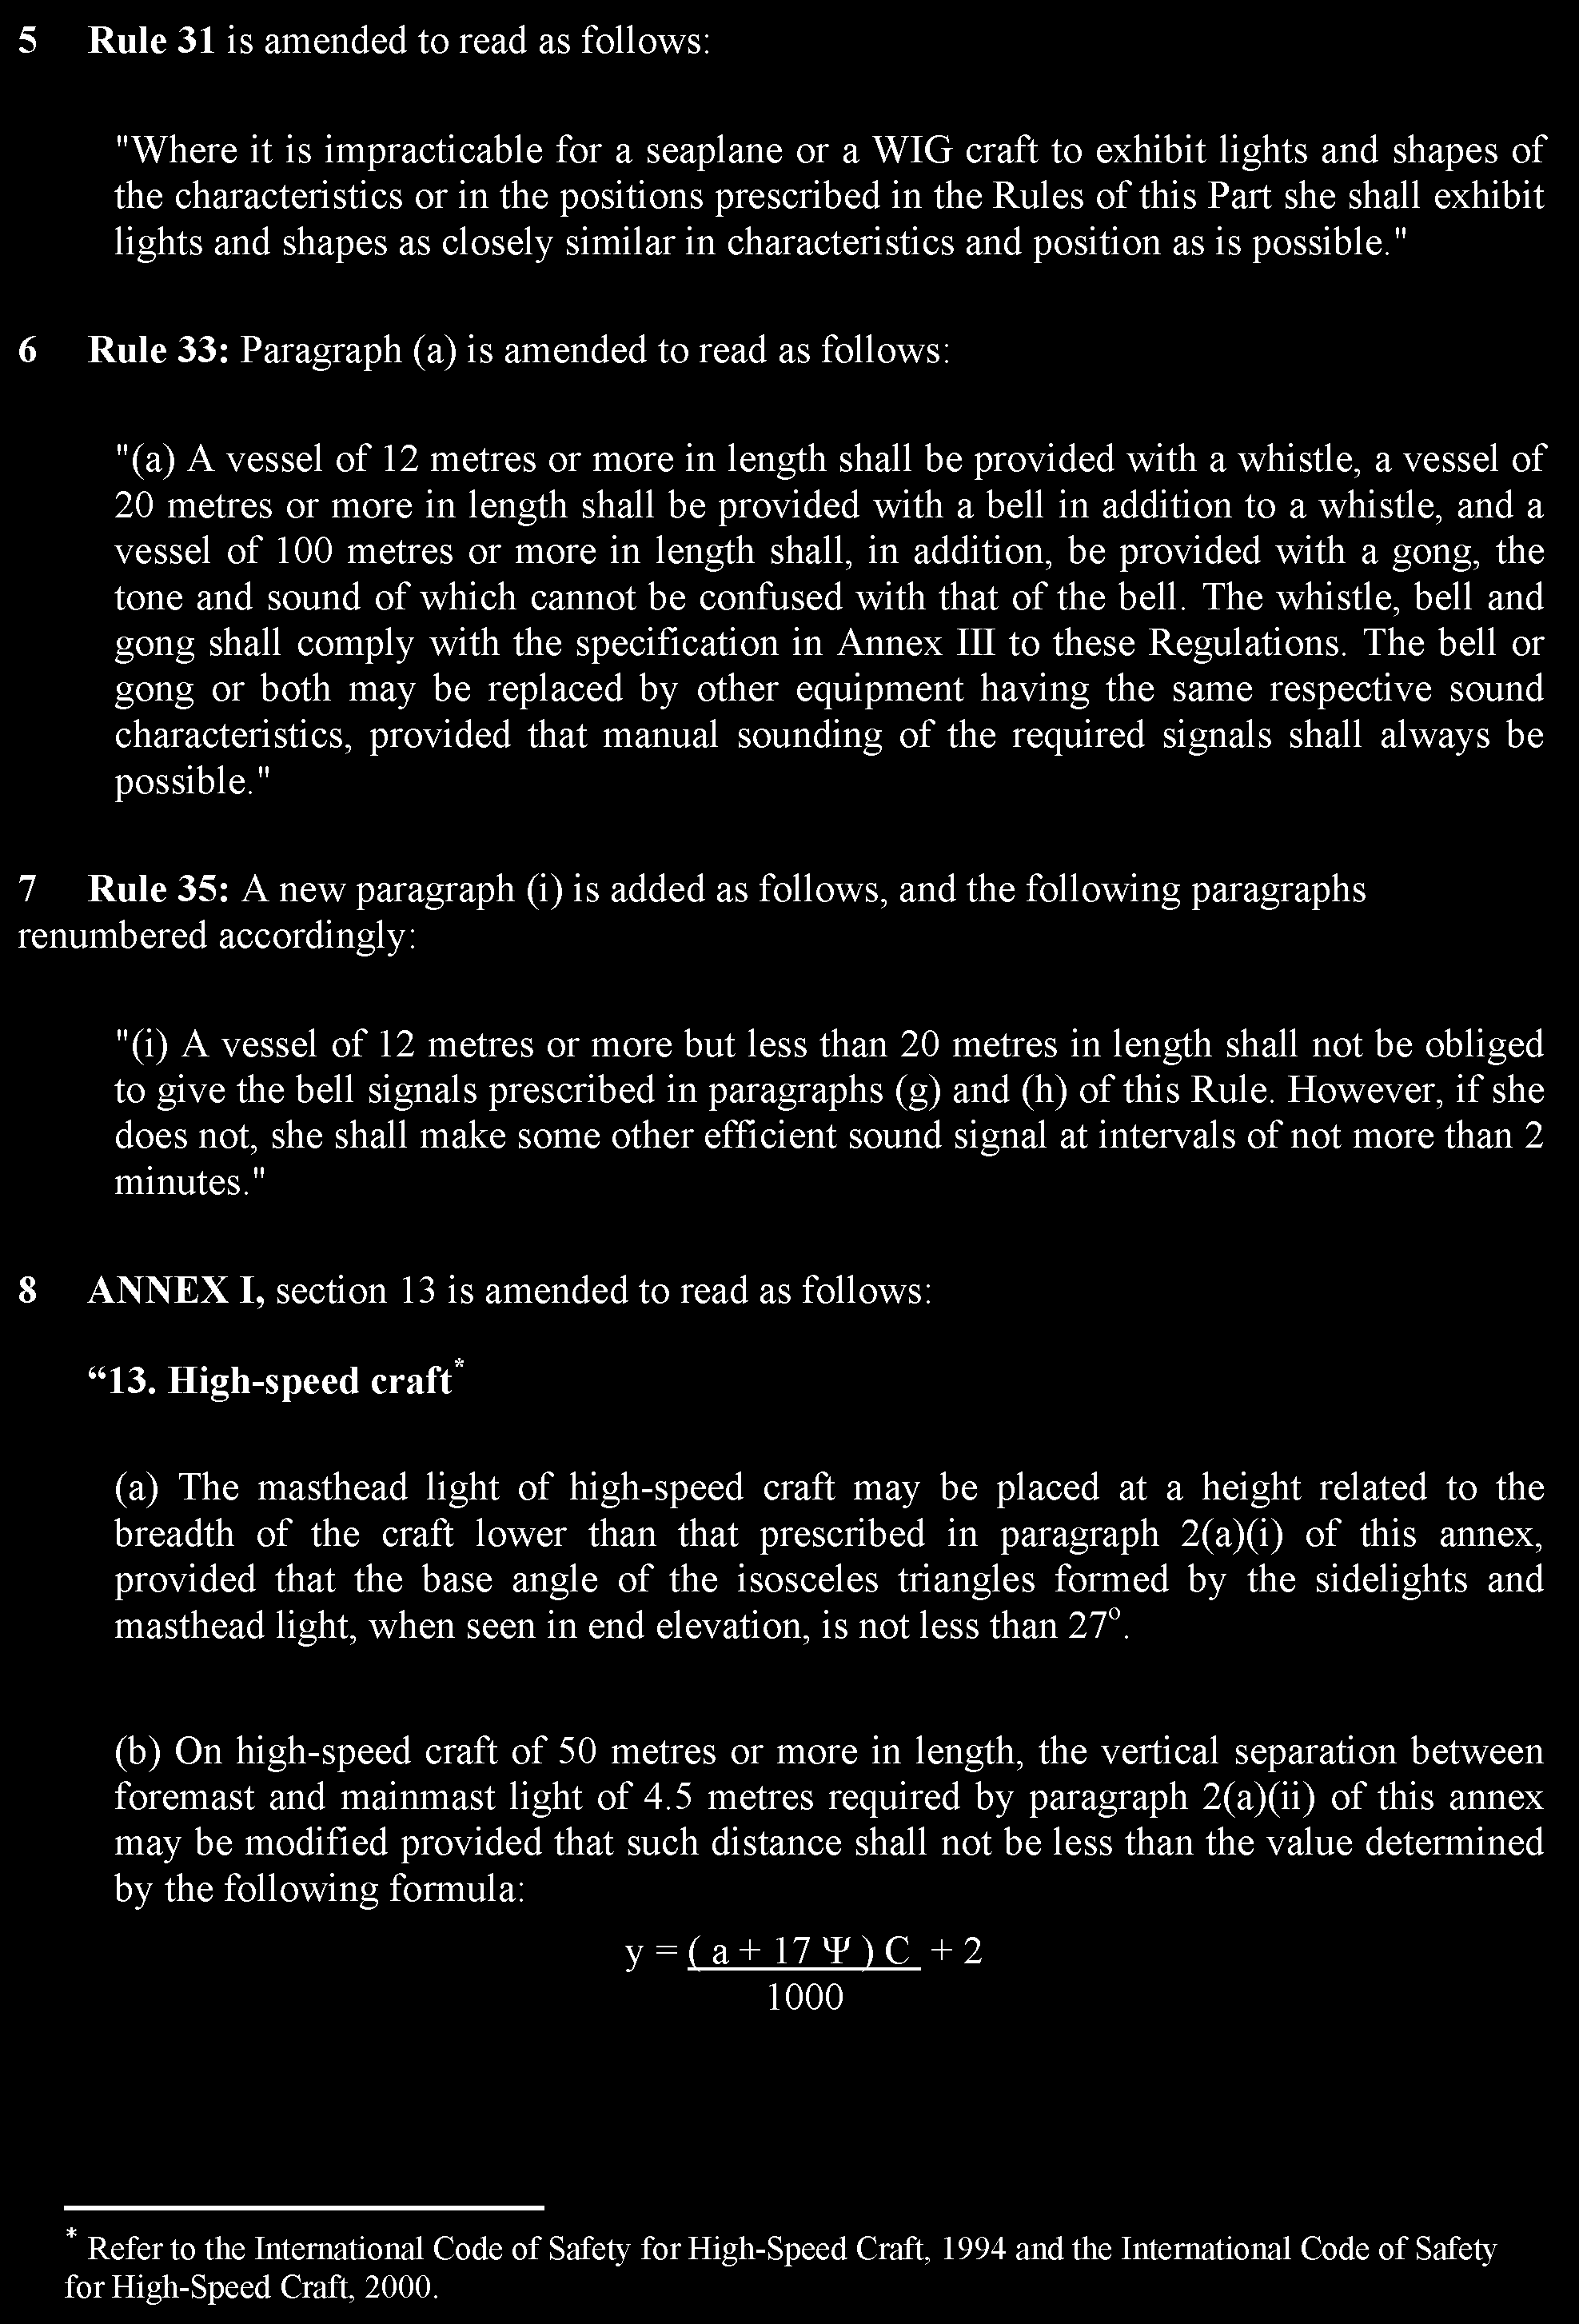 5 Rule 31 is amended to read as follows:
"Where it is impracticable for a seaplane or a WIG craft to exhibit lights and shapes of
the characteristics or in the positions prescribed in the Rules of this Part she shall exhibit
lights and shapes as closely similar in characteristics and position as is possible."
6 Rule 33: Paragraph (a) is amended to read as follows:
"(a) A vessel of 12 metres or more in length shall be provided with a whistle, a vessel of
20 metres or more in length shall be provided with a bell in addition to a whistle, and a
vessel of 100 metres or more in length shall, in addition, be provided with a gong, the
tone and sound of which cannot be confused with that of the bell. The whistle, bell and
gong shall comply with the specification in Annex III to these Regulations. The bell or
gong or both may be replaced by other equipment having the same respective sound
characteristics, provided that manual sounding of the required signals shall always be
possible."
7 Rule 35: A new paragraph (i) is added as follows, and the following paragraphs
renumbered accordingly:
"(i) A vessel of 12 metres or more but less than 20 metres in length shall not be obliged
to give the bell signals prescribed in paragraphs (g) and (h) of this Rule. However, if she
does not, she shall make some other efficient sound signal at intervals of not more than 2
minutes."
8 ANNEX I, section 13 is amended to read as follows:
“13. High-speed craft*
(a) The masthead light of high-speed craft may be placed at a height related to the
breadth of the craft lower than that prescribed in paragraph 2(a)(i) of this annex,
provided that the base angle of the isosceles triangles formed by the sidelights and
masthead light, when seen in end elevation, is not less than 27°.
(b) On high-speed craft of 50 metres or more in length, the vertical separation between
foremast and mainmast light of 4.5 metres required by paragraph 2(a)(ii) of this annex
may be modified provided that such distance shall not be less than the value determined
by the following formula:
y = ( a + 17 Ψ ) C + 2
1000
* Refer to the International Code of Safety for High-Speed Craft, 1994 and the International Code of Safety
for High-Speed Craft, 2000.